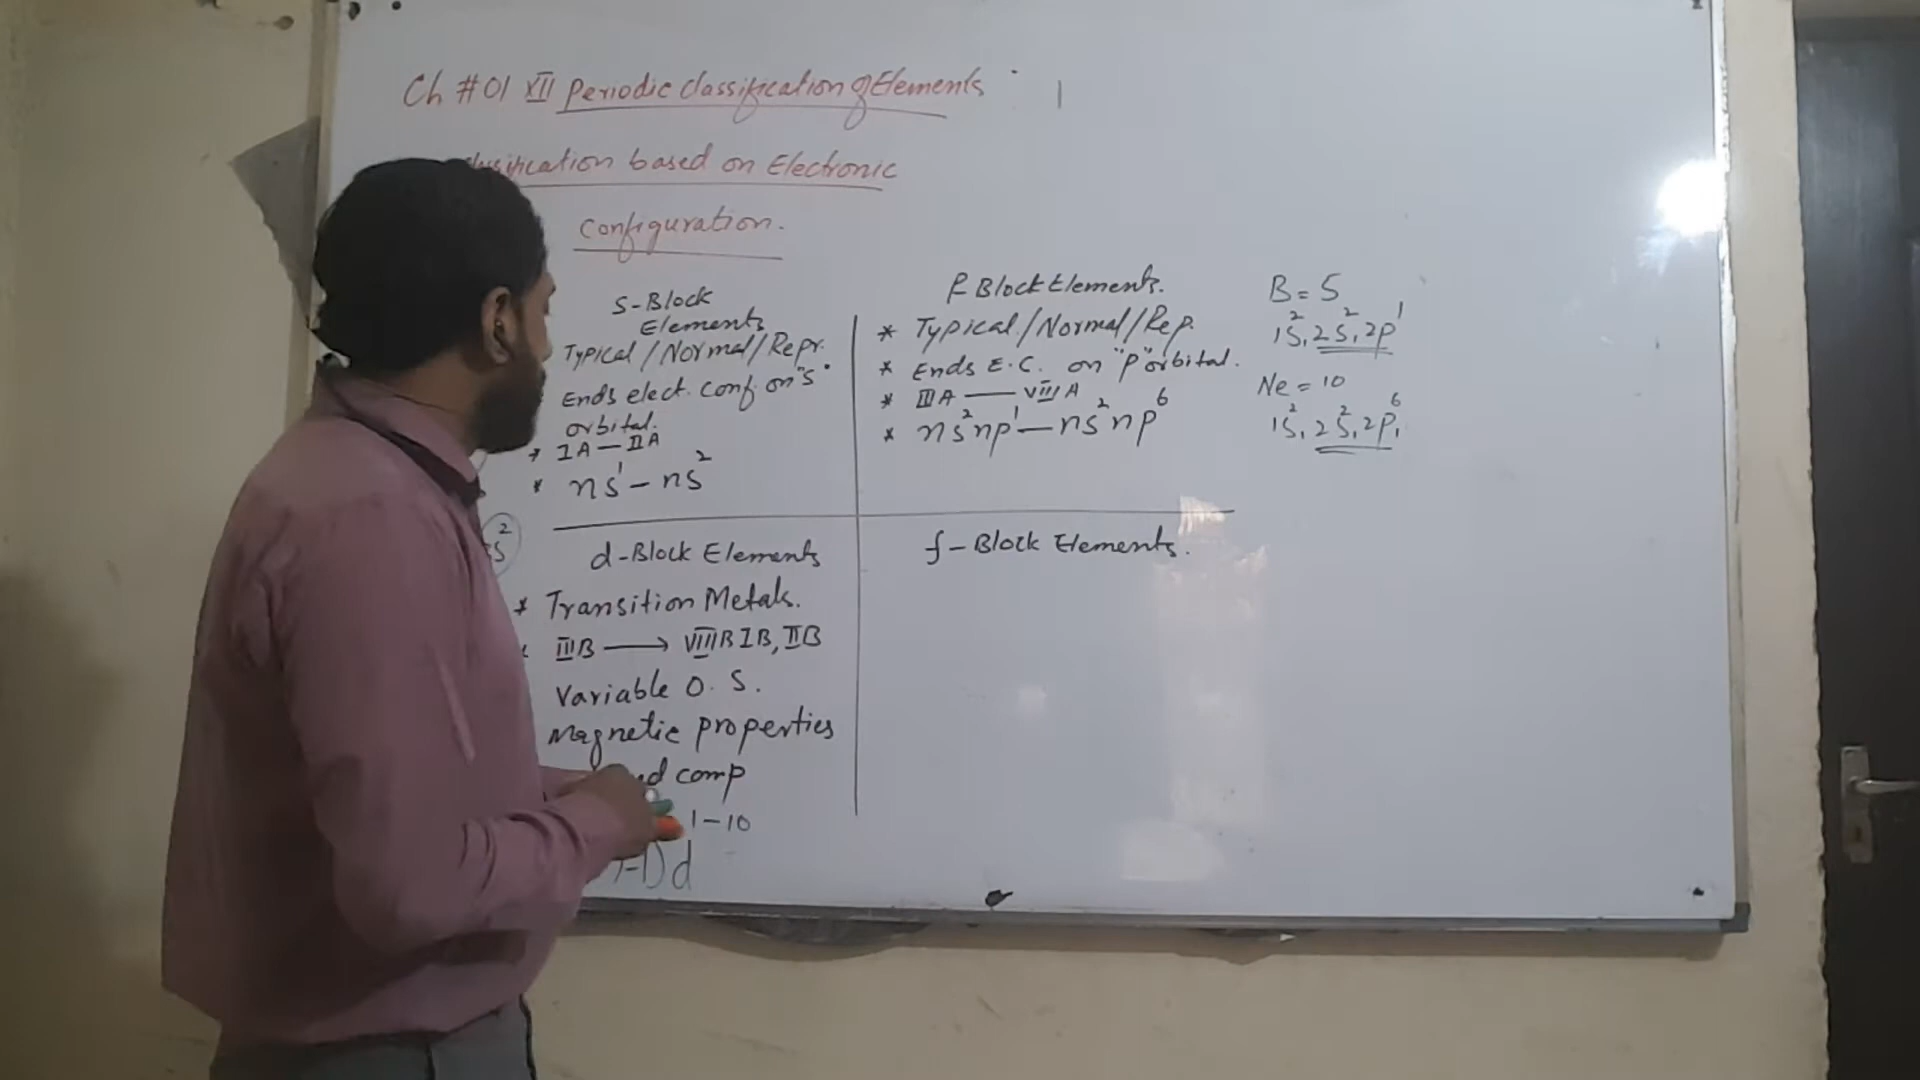 Ch #01 XII Periodic classification of Elements
based on Electronic
Configuration.
S-Block
Elements
Typical/Normal/Repr.
Ends elect. conf. on "s"
orbital.
* IA — IIA
* ns¹ – ns²
P Block Elements.
* Typical/Normal/Rep.
* Ends E.C. on "P" orbital.
* IIIA — VIIIA
* ns²np¹ — ns²np⁶
B = 5
1s², 2s², 2p¹
Ne = 10
1s², 2s², 2p⁶
s²
d-Block Elements
* Transition Metals.
IIIB → VIIIB IB, IIB
Variable O.S.
Magnetic properties
comp
1–10
d
f-Block Elements.